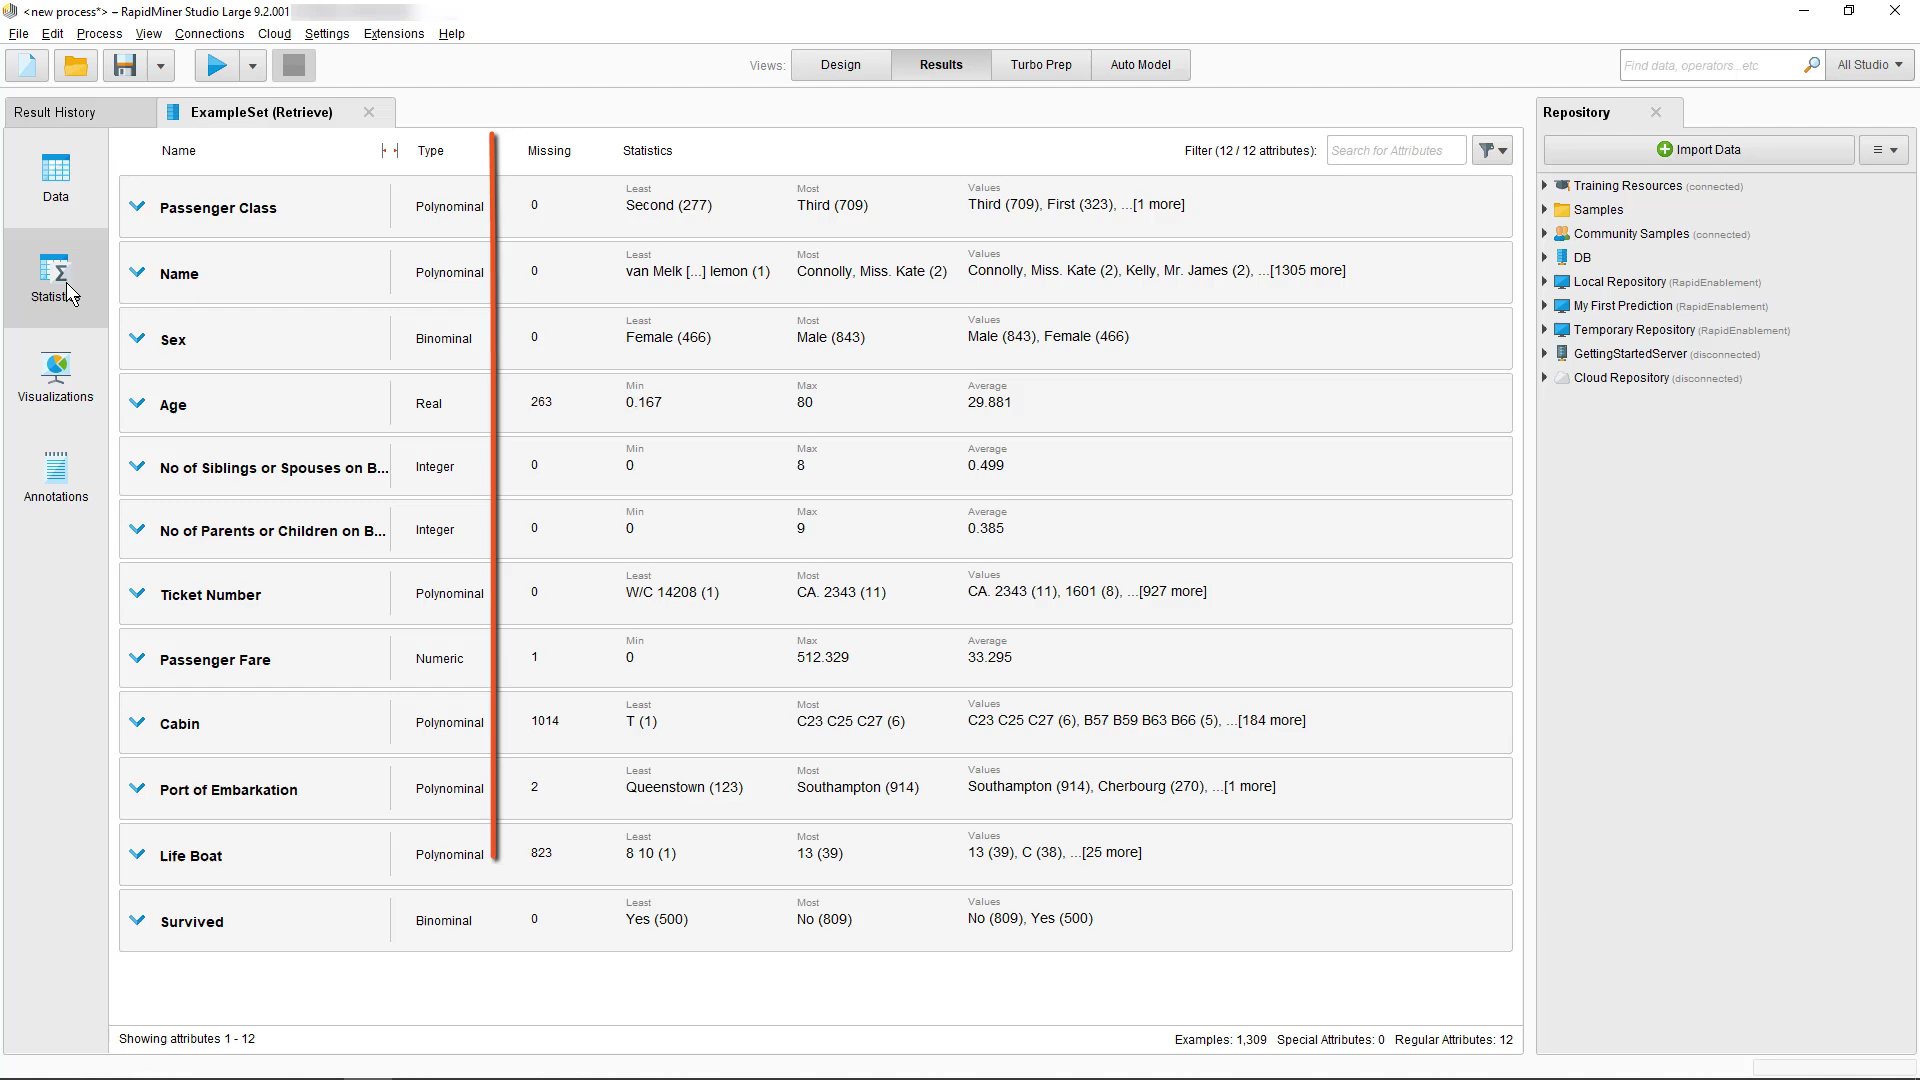 <new process*> – RapidMiner Studio Large 9.2.001
File Edit Process View Connections Cloud Settings Extensions Help
Views: Design Results Turbo Prep Auto Model Find data, operators...etc All Studio
Result History ExampleSet (Retrieve) Repository
Name Type Missing Statistics Filter (12 / 12 attributes): Search for Attributes
Import Data
Data
Statistic
Visualizations
Annotations
Passenger Class Polynominal 0 Least Second (277) Most Third (709) Values Third (709), First (323), ...[1 more]
Name Polynominal 0 Least van Melk [...] lemon (1) Most Connolly, Miss. Kate (2) Values Connolly, Miss. Kate (2), Kelly, Mr. James (2), ...[1305 more]
Sex Binominal 0 Least Female (466) Most Male (843) Values Male (843), Female (466)
Age Real 263 Min 0.167 Max 80 Average 29.881
No of Siblings or Spouses on B... Integer 0 Min 0 Max 8 Average 0.499
No of Parents or Children on B... Integer 0 Min 0 Max 9 Average 0.385
Ticket Number Polynominal 0 Least W/C 14208 (1) Most CA. 2343 (11) Values CA. 2343 (11), 1601 (8), ...[927 more]
Passenger Fare Numeric 1 Min 0 Max 512.329 Average 33.295
Cabin Polynominal 1014 Least T (1) Most C23 C25 C27 (6) Values C23 C25 C27 (6), B57 B59 B63 B66 (5), ...[184 more]
Port of Embarkation Polynominal 2 Least Queenstown (123) Most Southampton (914) Values Southampton (914), Cherbourg (270), ...[1 more]
Life Boat Polynominal 823 Least 8 10 (1) Most 13 (39) Values 13 (39), C (38), ...[25 more]
Survived Binominal 0 Least Yes (500) Most No (809) Values No (809), Yes (500)
Showing attributes 1 - 12 Examples: 1,309 Special Attributes: 0 Regular Attributes: 12
Training Resources (connected)
Samples
Community Samples (connected)
DB
Local Repository (RapidEnablement)
My First Prediction (RapidEnablement)
Temporary Repository (RapidEnablement)
GettingStartedServer (disconnected)
Cloud Repository (disconnected)